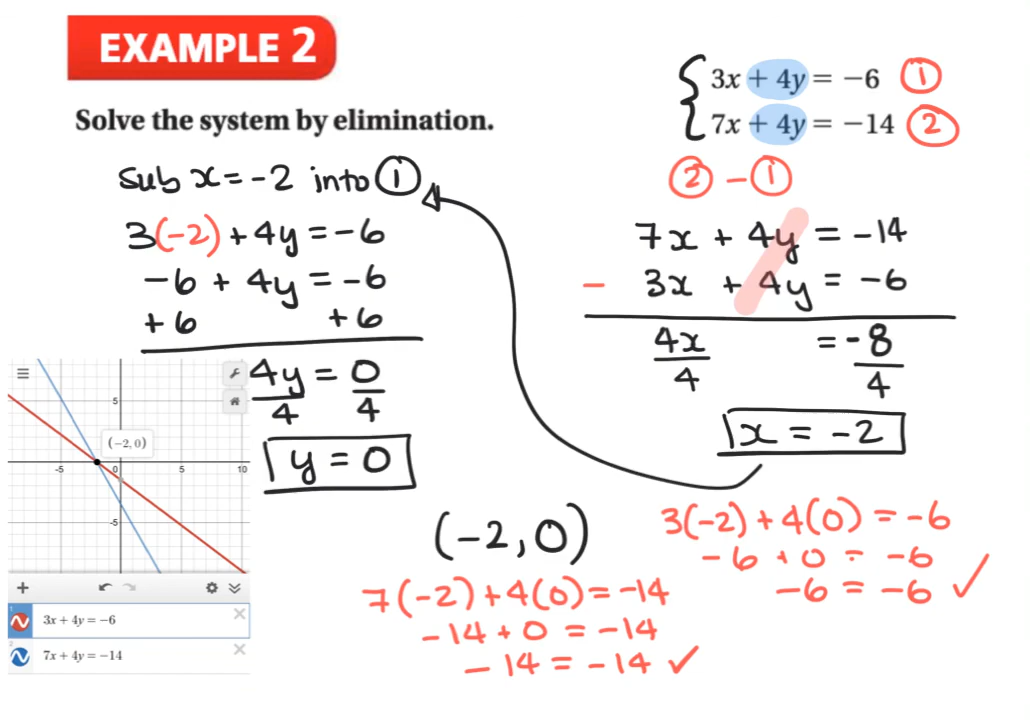 EXAMPLE 2
Solve the system by elimination.
3x + 4y = −6 ①
7x + 4y = −14 ②
② − ①
7x + 4y = −14
− 3x + 4y = −6
4x = −8
4 4
x = −2
sub x = −2 into ①
3(−2) + 4y = −6
−6 + 4y = −6
+6 +6
4y = 0
4 4
y = 0
(−2, 0)
3(−2) + 4(0) = −6
−6 + 0 = −6
−6 = −6 ✓
7(−2) + 4(0) = −14
−14 + 0 = −14
−14 = −14 ✓
5
(−2, 0)
-5 0 5 10
-5
1
3x + 4y = −6
2
7x + 4y = −14